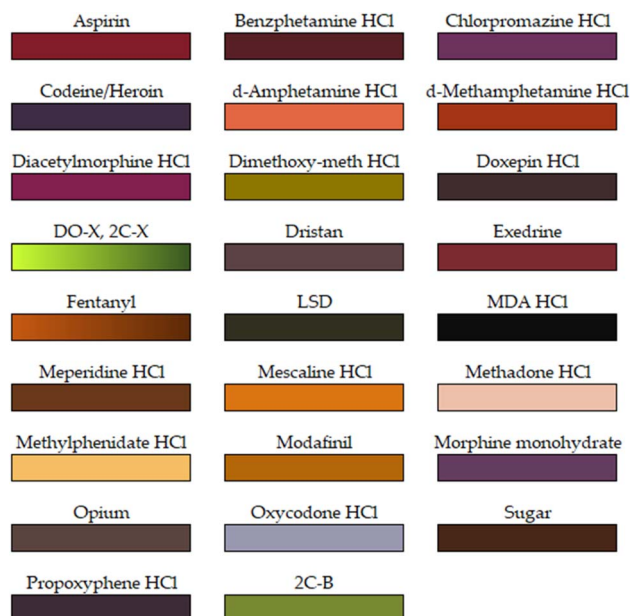 Aspirin
Benzphetamine HCl
Chlorpromazine HCl
Codeine/Heroin
d-Amphetamine HCl
d-Methamphetamine HCl
Diacetylmorphine HCl
Dimethoxy-meth HCl
Doxepin HCl
DO-X, 2C-X
Dristan
Exedrine
Fentanyl
LSD
MDA HCl
Meperidine HCl
Mescaline HCl
Methadone HCl
Methylphenidate HCl
Modafinil
Morphine monohydrate
Opium
Oxycodone HCl
Sugar
Propoxyphene HCl
2C-B